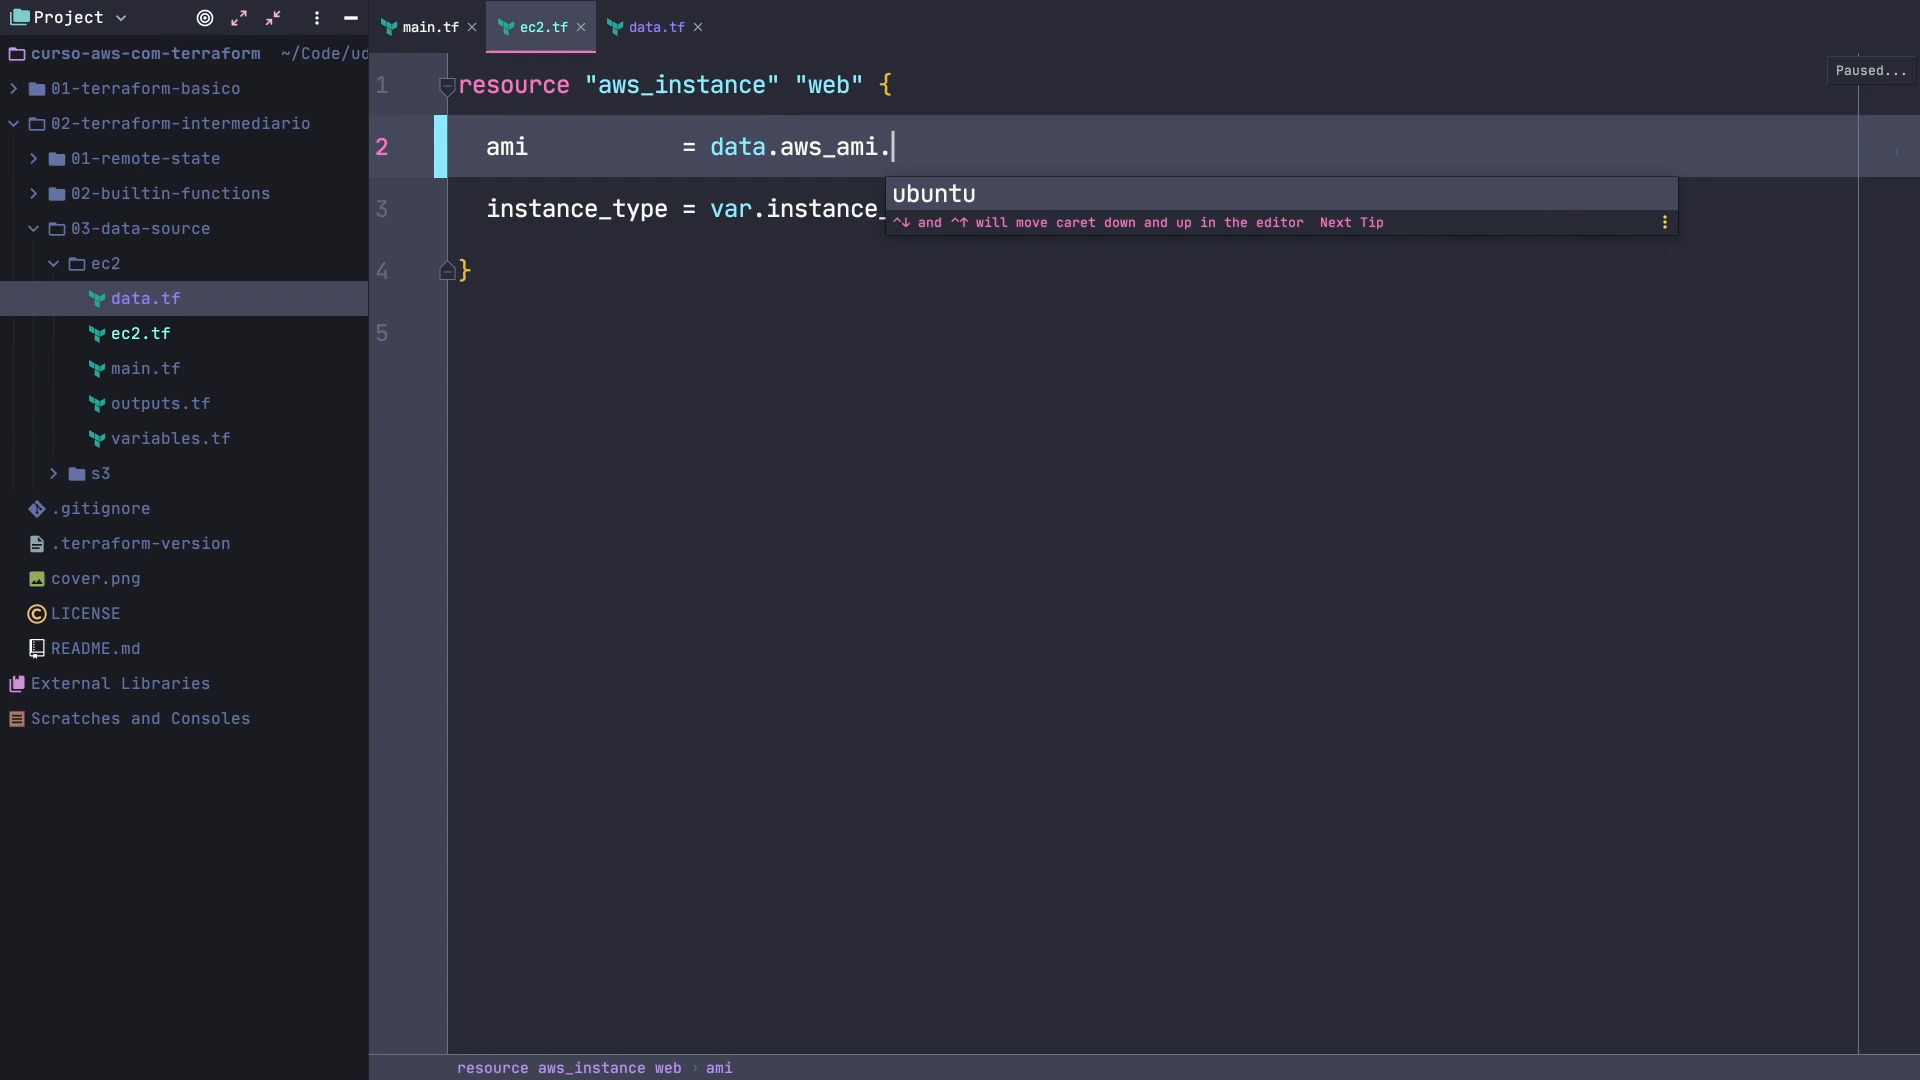 Project
curso-aws-com-terraform ~/Code/ud
01-terraform-basico
02-terraform-intermediario
01-remote-state
02-builtin-functions
03-data-source
ec2
data.tf
ec2.tf
main.tf
outputs.tf
variables.tf
s3
.gitignore
.terraform-version
cover.png
LICENSE
README.md
External Libraries
Scratches and Consoles
main.tf
ec2.tf
data.tf
Paused...
1 resource "aws_instance" "web" {
2 ami = data.aws_ami.
3 instance_type = var.instance_
4 }
5
ubuntu
^↓ and ^↑ will move caret down and up in the editor Next Tip
resource aws_instance web › ami